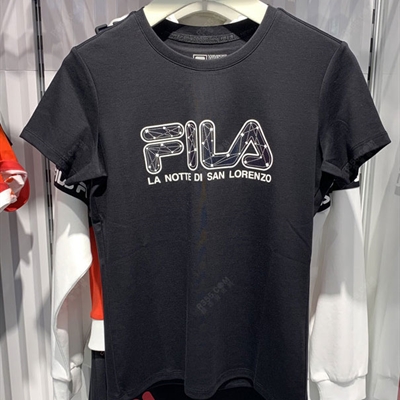 FILA
LA NOTTE DI SAN LORENZO